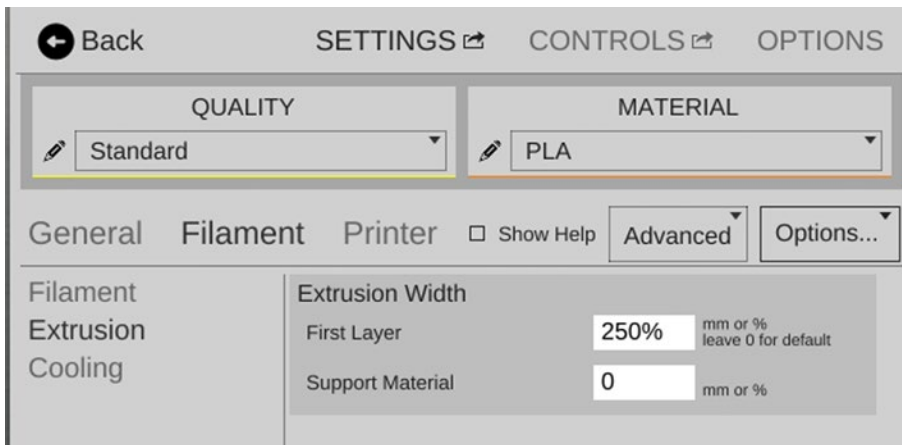 Back SETTINGS CONTROLS OPTIONS
QUALITY MATERIAL
Standard PLA
General Filament Printer Show Help Advanced Options...
Filament
Extrusion
Cooling
Extrusion Width
First Layer 250% mm or %
leave 0 for default
Support Material 0 mm or %